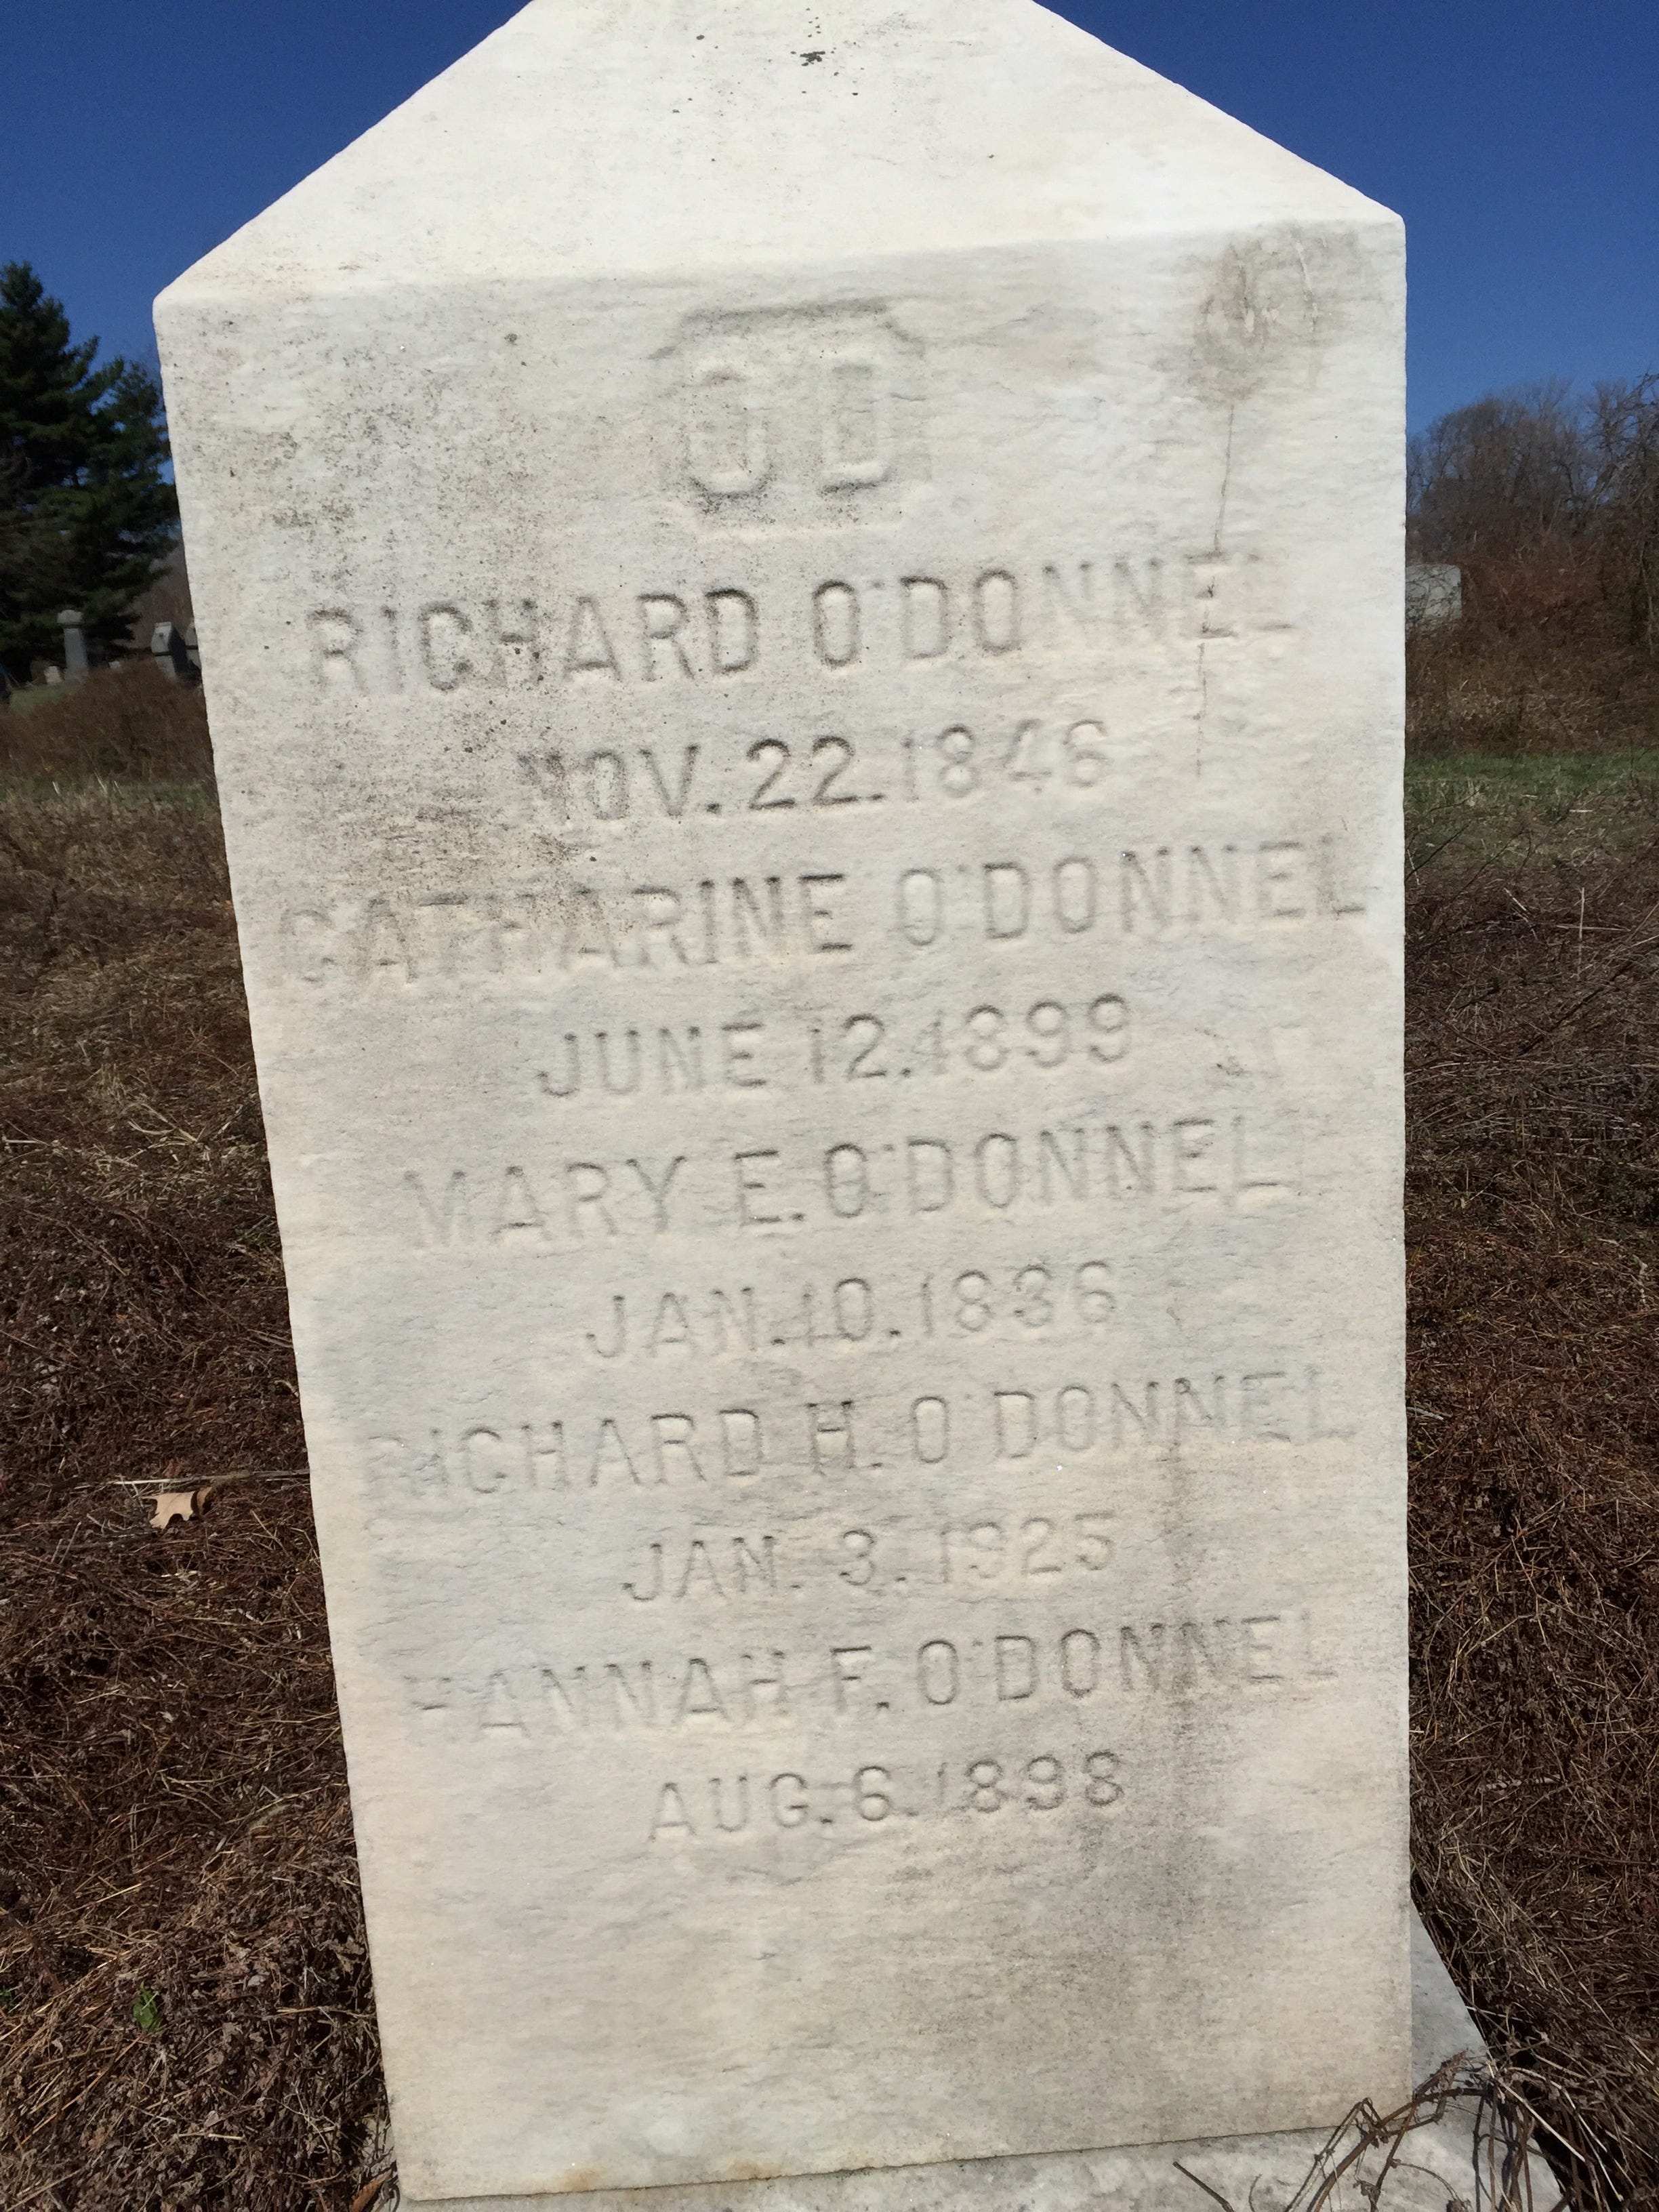 O'D
RICHARD O'DONNEL
NOV. 22. 1846
CATHARINE O'DONNEL
JUNE 12. 1899
MARY E. O'DONNEL
JAN. 10. 1836
RICHARD H. O'DONNEL
JAN. 3. 1925
HANNAH F. O'DONNEL
AUG. 6. 1898